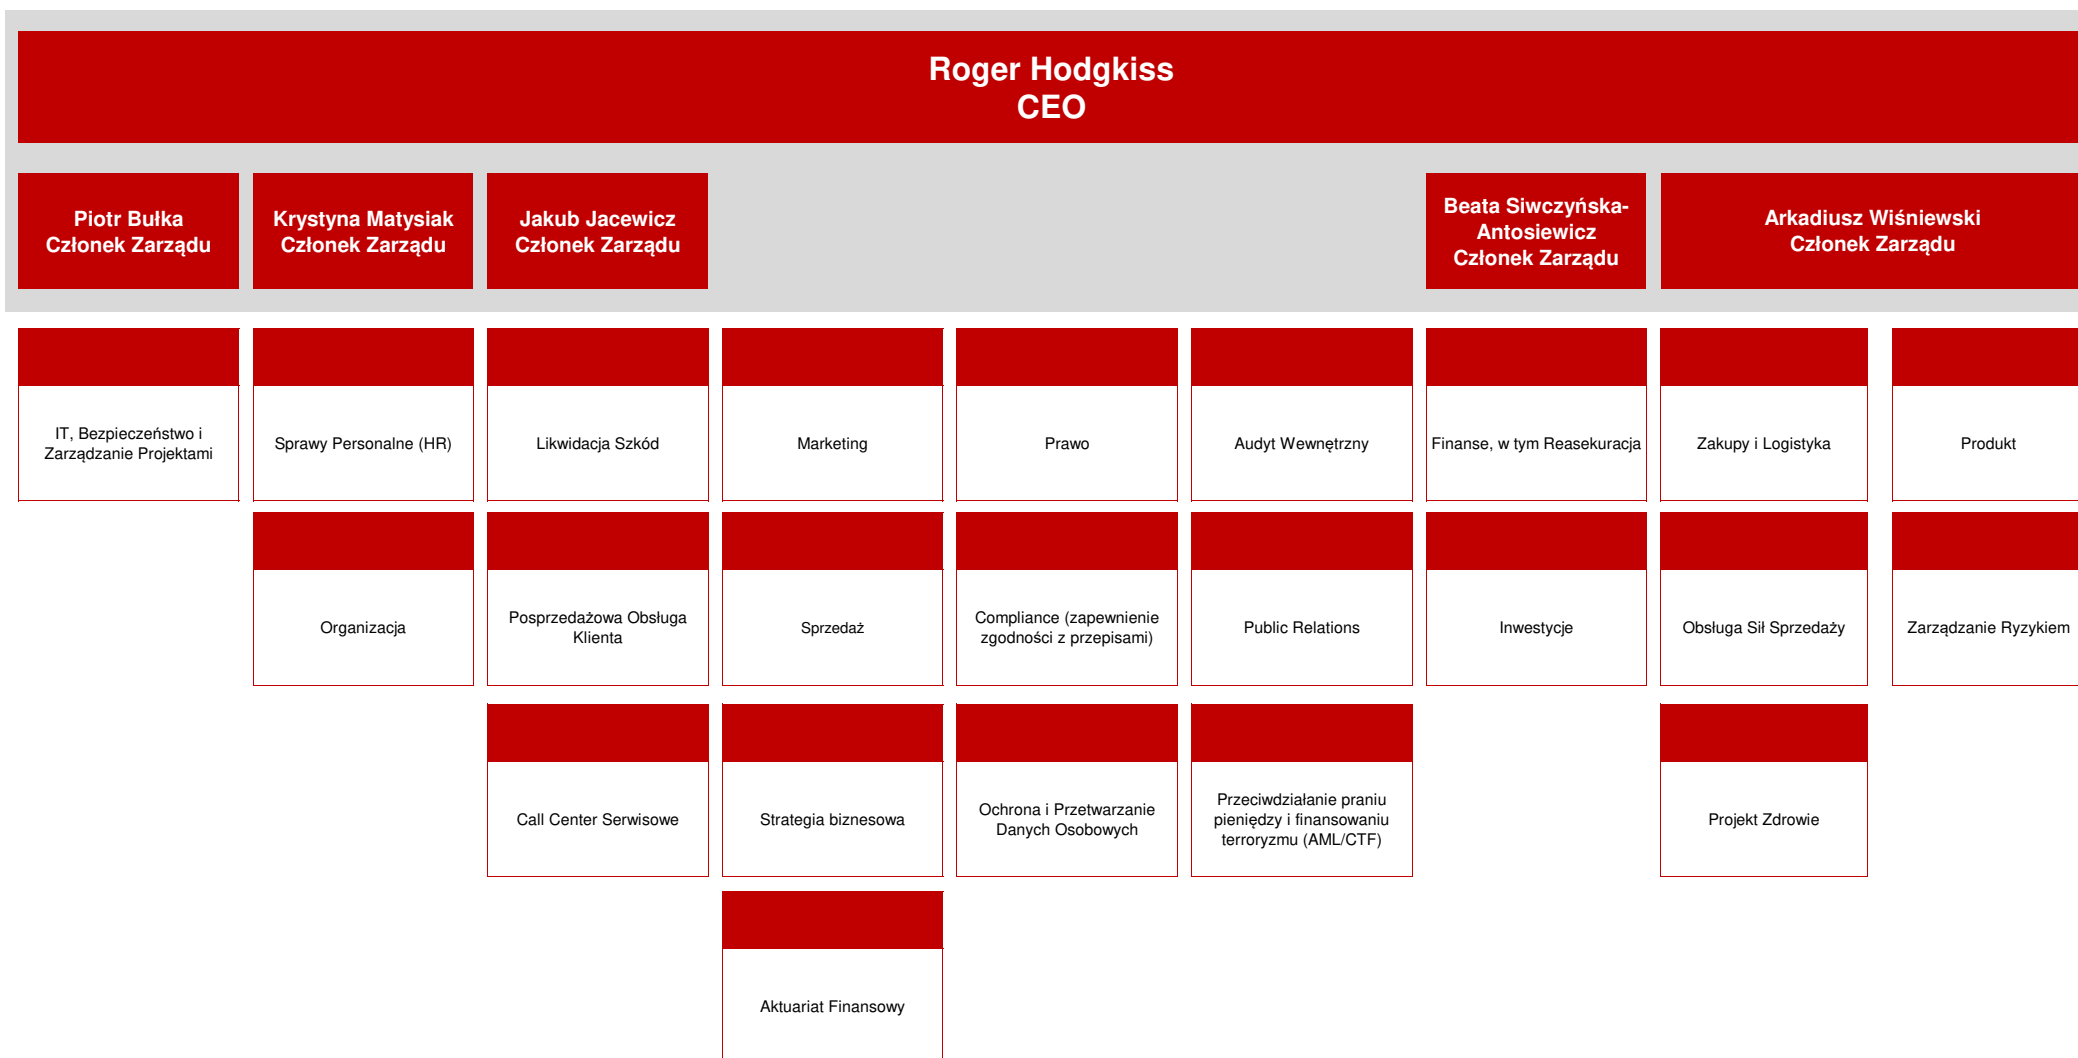 Roger Hodgkiss
CEO
Piotr Bułka
Członek Zarządu
Krystyna Matysiak
Członek Zarządu
Jakub Jacewicz
Członek Zarządu
Beata Siwczyńska-
Antosiewicz
Członek Zarządu
Arkadiusz Wiśniewski
Członek Zarządu
IT, Bezpieczeństwo i
Zarządzanie Projektami
Sprawy Personalne (HR)
Likwidacja Szkód
Marketing
Prawo
Audyt Wewnętrzny
Finanse, w tym Reasekuracja
Zakupy i Logistyka
Produkt
Organizacja
Posprzedażowa Obsługa
Klienta
Sprzedaż
Compliance (zapewnienie
zgodności z przepisami)
Public Relations
Inwestycje
Obsługa Sił Sprzedaży
Zarządzanie Ryzykiem
Call Center Serwisowe
Strategia biznesowa
Ochrona i Przetwarzanie
Danych Osobowych
Przeciwdziałanie praniu
pieniędzy i finansowaniu
terroryzmu (AML/CTF)
Projekt Zdrowie
Aktuariat Finansowy